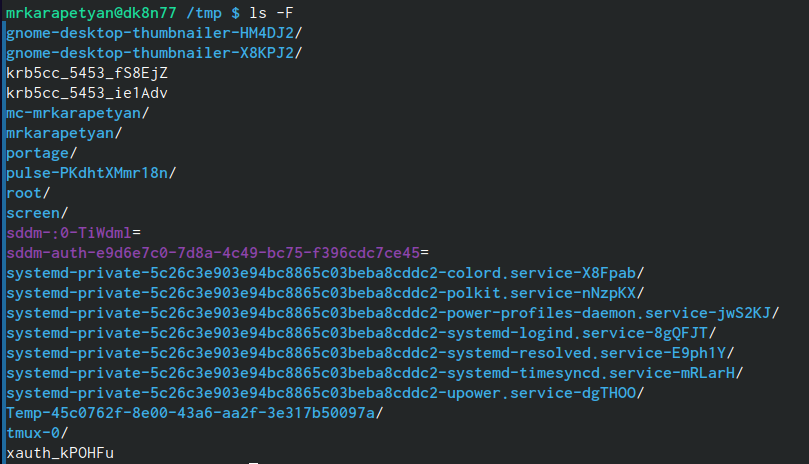 mrkarapetyan@dk8n77 /tmp $ ls -F
gnome-desktop-thumbnailer-HM4DJ2/
gnome-desktop-thumbnailer-X8KPJ2/
krb5cc_5453_fS8EjZ
krb5cc_5453_ie1Adv
mc-mrkarapetyan/
mrkarapetyan/
portage/
pulse-PKdhtXMmr18n/
root/
screen/
sddm-:0-TiWdml=
sddm-auth-e9d6e7c0-7d8a-4c49-bc75-f396cdc7ce45=
systemd-private-5c26c3e903e94bc8865c03beba8cddc2-colord.service-X8Fpab/
systemd-private-5c26c3e903e94bc8865c03beba8cddc2-polkit.service-nNzpKX/
systemd-private-5c26c3e903e94bc8865c03beba8cddc2-power-profiles-daemon.service-jwS2KJ/
systemd-private-5c26c3e903e94bc8865c03beba8cddc2-systemd-logind.service-8gQFJT/
systemd-private-5c26c3e903e94bc8865c03beba8cddc2-systemd-resolved.service-E9ph1Y/
systemd-private-5c26c3e903e94bc8865c03beba8cddc2-systemd-timesyncd.service-mRLarH/
systemd-private-5c26c3e903e94bc8865c03beba8cddc2-upower.service-dgTHOO/
Temp-45c0762f-8e00-43a6-aa2f-3e317b50097a/
tmux-0/
xauth_kPOHFu